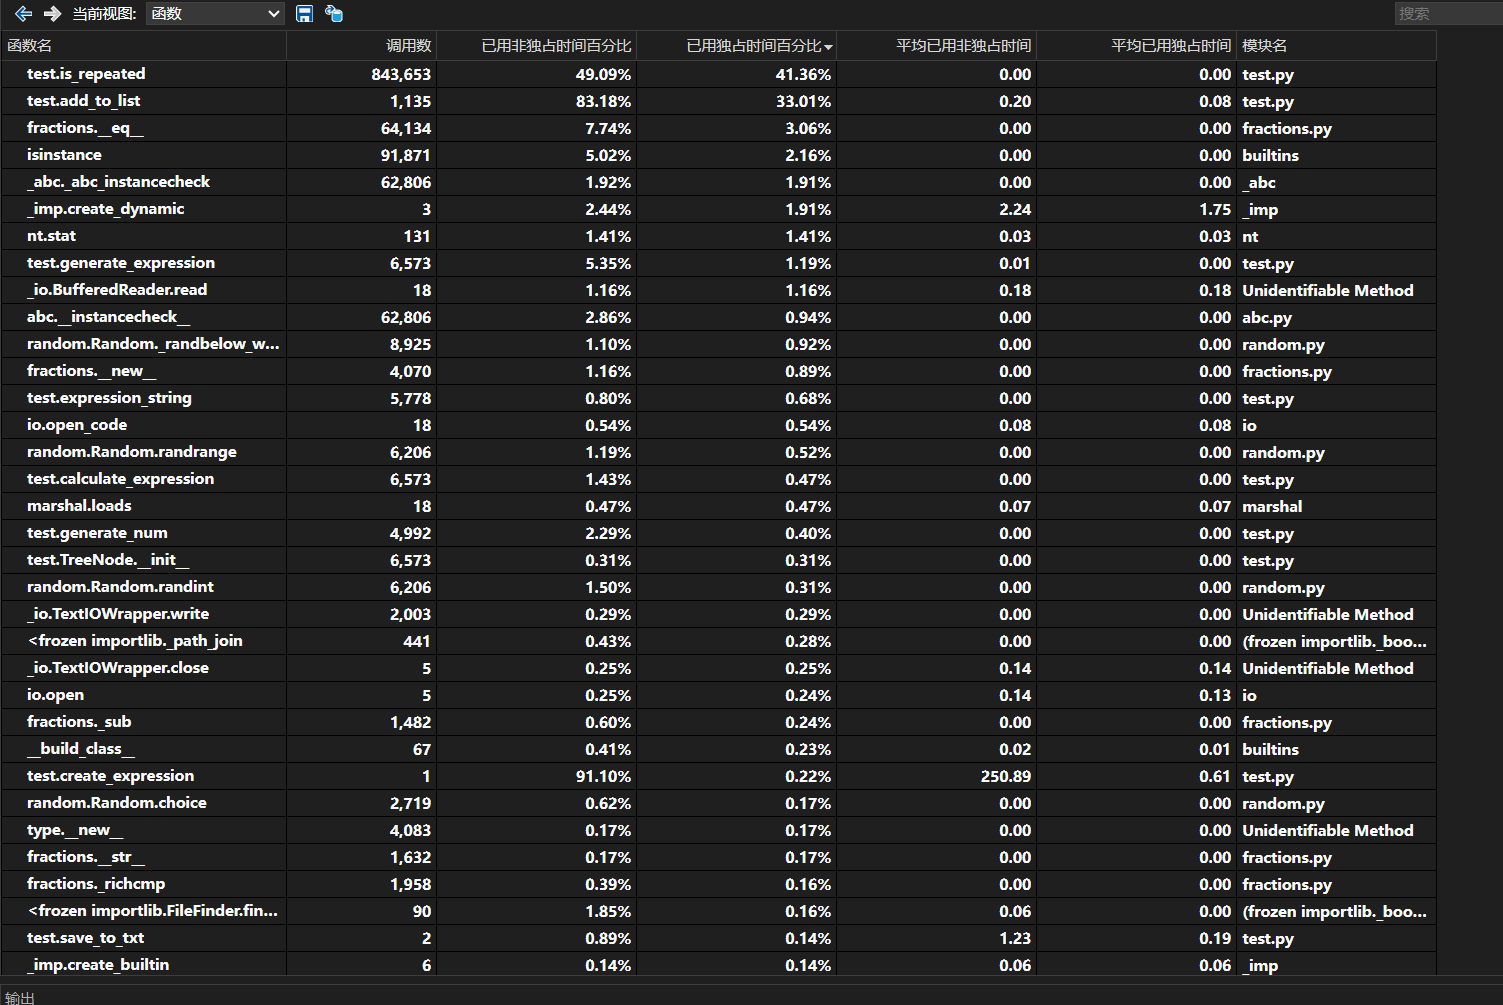 当前视图: 函数 搜索
函数名 调用数 已用非独占时间百分比 已用独占时间百分比 平均已用非独占时间 平均已用独占时间 模块名
test.is_repeated 843,653 49.09% 41.36% 0.00 0.00 test.py
test.add_to_list 1,135 83.18% 33.01% 0.20 0.08 test.py
fractions.__eq__ 64,134 7.74% 3.06% 0.00 0.00 fractions.py
isinstance 91,871 5.02% 2.16% 0.00 0.00 builtins
_abc._abc_instancecheck 62,806 1.92% 1.91% 0.00 0.00 _abc
_imp.create_dynamic 3 2.44% 1.91% 2.24 1.75 _imp
nt.stat 131 1.41% 1.41% 0.03 0.03 nt
test.generate_expression 6,573 5.35% 1.19% 0.01 0.00 test.py
_io.BufferedReader.read 18 1.16% 1.16% 0.18 0.18 Unidentifiable Method
abc.__instancecheck__ 62,806 2.86% 0.94% 0.00 0.00 abc.py
random.Random._randbelow_w... 8,925 1.10% 0.92% 0.00 0.00 random.py
fractions.__new__ 4,070 1.16% 0.89% 0.00 0.00 fractions.py
test.expression_string 5,778 0.80% 0.68% 0.00 0.00 test.py
io.open_code 18 0.54% 0.54% 0.08 0.08 io
random.Random.randrange 6,206 1.19% 0.52% 0.00 0.00 random.py
test.calculate_expression 6,573 1.43% 0.47% 0.00 0.00 test.py
marshal.loads 18 0.47% 0.47% 0.07 0.07 marshal
test.generate_num 4,992 2.29% 0.40% 0.00 0.00 test.py
test.TreeNode.__init__ 6,573 0.31% 0.31% 0.00 0.00 test.py
random.Random.randint 6,206 1.50% 0.31% 0.00 0.00 random.py
_io.TextIOWrapper.write 2,003 0.29% 0.29% 0.00 0.00 Unidentifiable Method
<frozen importlib._path_join 441 0.43% 0.28% 0.00 0.00 (frozen importlib._boo...
_io.TextIOWrapper.close 5 0.25% 0.25% 0.14 0.14 Unidentifiable Method
io.open 5 0.25% 0.24% 0.14 0.13 io
fractions._sub 1,482 0.60% 0.24% 0.00 0.00 fractions.py
__build_class__ 67 0.41% 0.23% 0.02 0.01 builtins
test.create_expression 1 91.10% 0.22% 250.89 0.61 test.py
random.Random.choice 2,719 0.62% 0.17% 0.00 0.00 random.py
type.__new__ 4,083 0.17% 0.17% 0.00 0.00 Unidentifiable Method
fractions.__str__ 1,632 0.17% 0.17% 0.00 0.00 fractions.py
fractions._richcmp 1,958 0.39% 0.16% 0.00 0.00 fractions.py
<frozen importlib.FileFinder.fin... 90 1.85% 0.16% 0.06 0.00 (frozen importlib._boo...
test.save_to_txt 2 0.89% 0.14% 1.23 0.19 test.py
_imp.create_builtin 6 0.14% 0.14% 0.06 0.06 _imp
输出